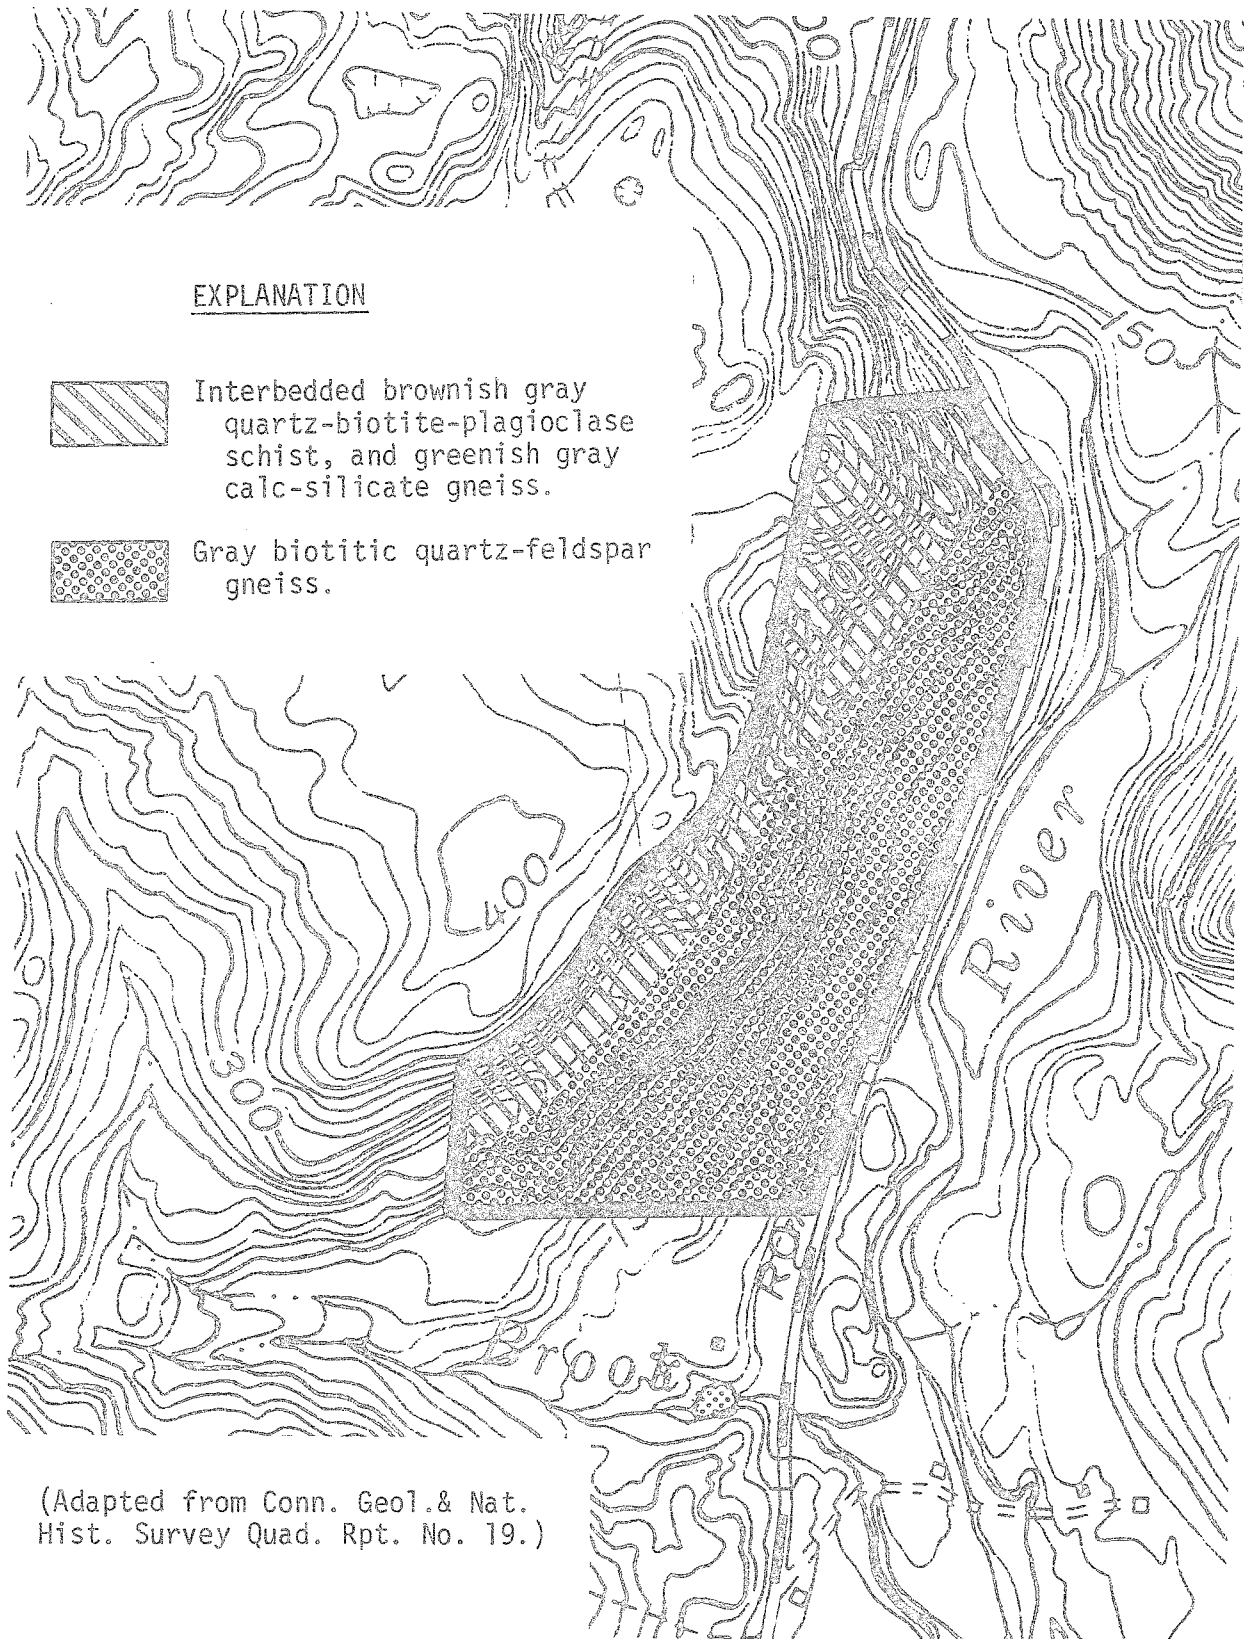 EXPLANATION
Interbedded brownish gray
quartz-biotite-plagioclase
schist, and greenish gray
calc-silicate gneiss.
Gray biotitic quartz-feldspar
gneiss.
150
400
River
300
Brook
(Adapted from Conn. Geol.& Nat.
Hist. Survey Quad. Rpt. No. 19.)